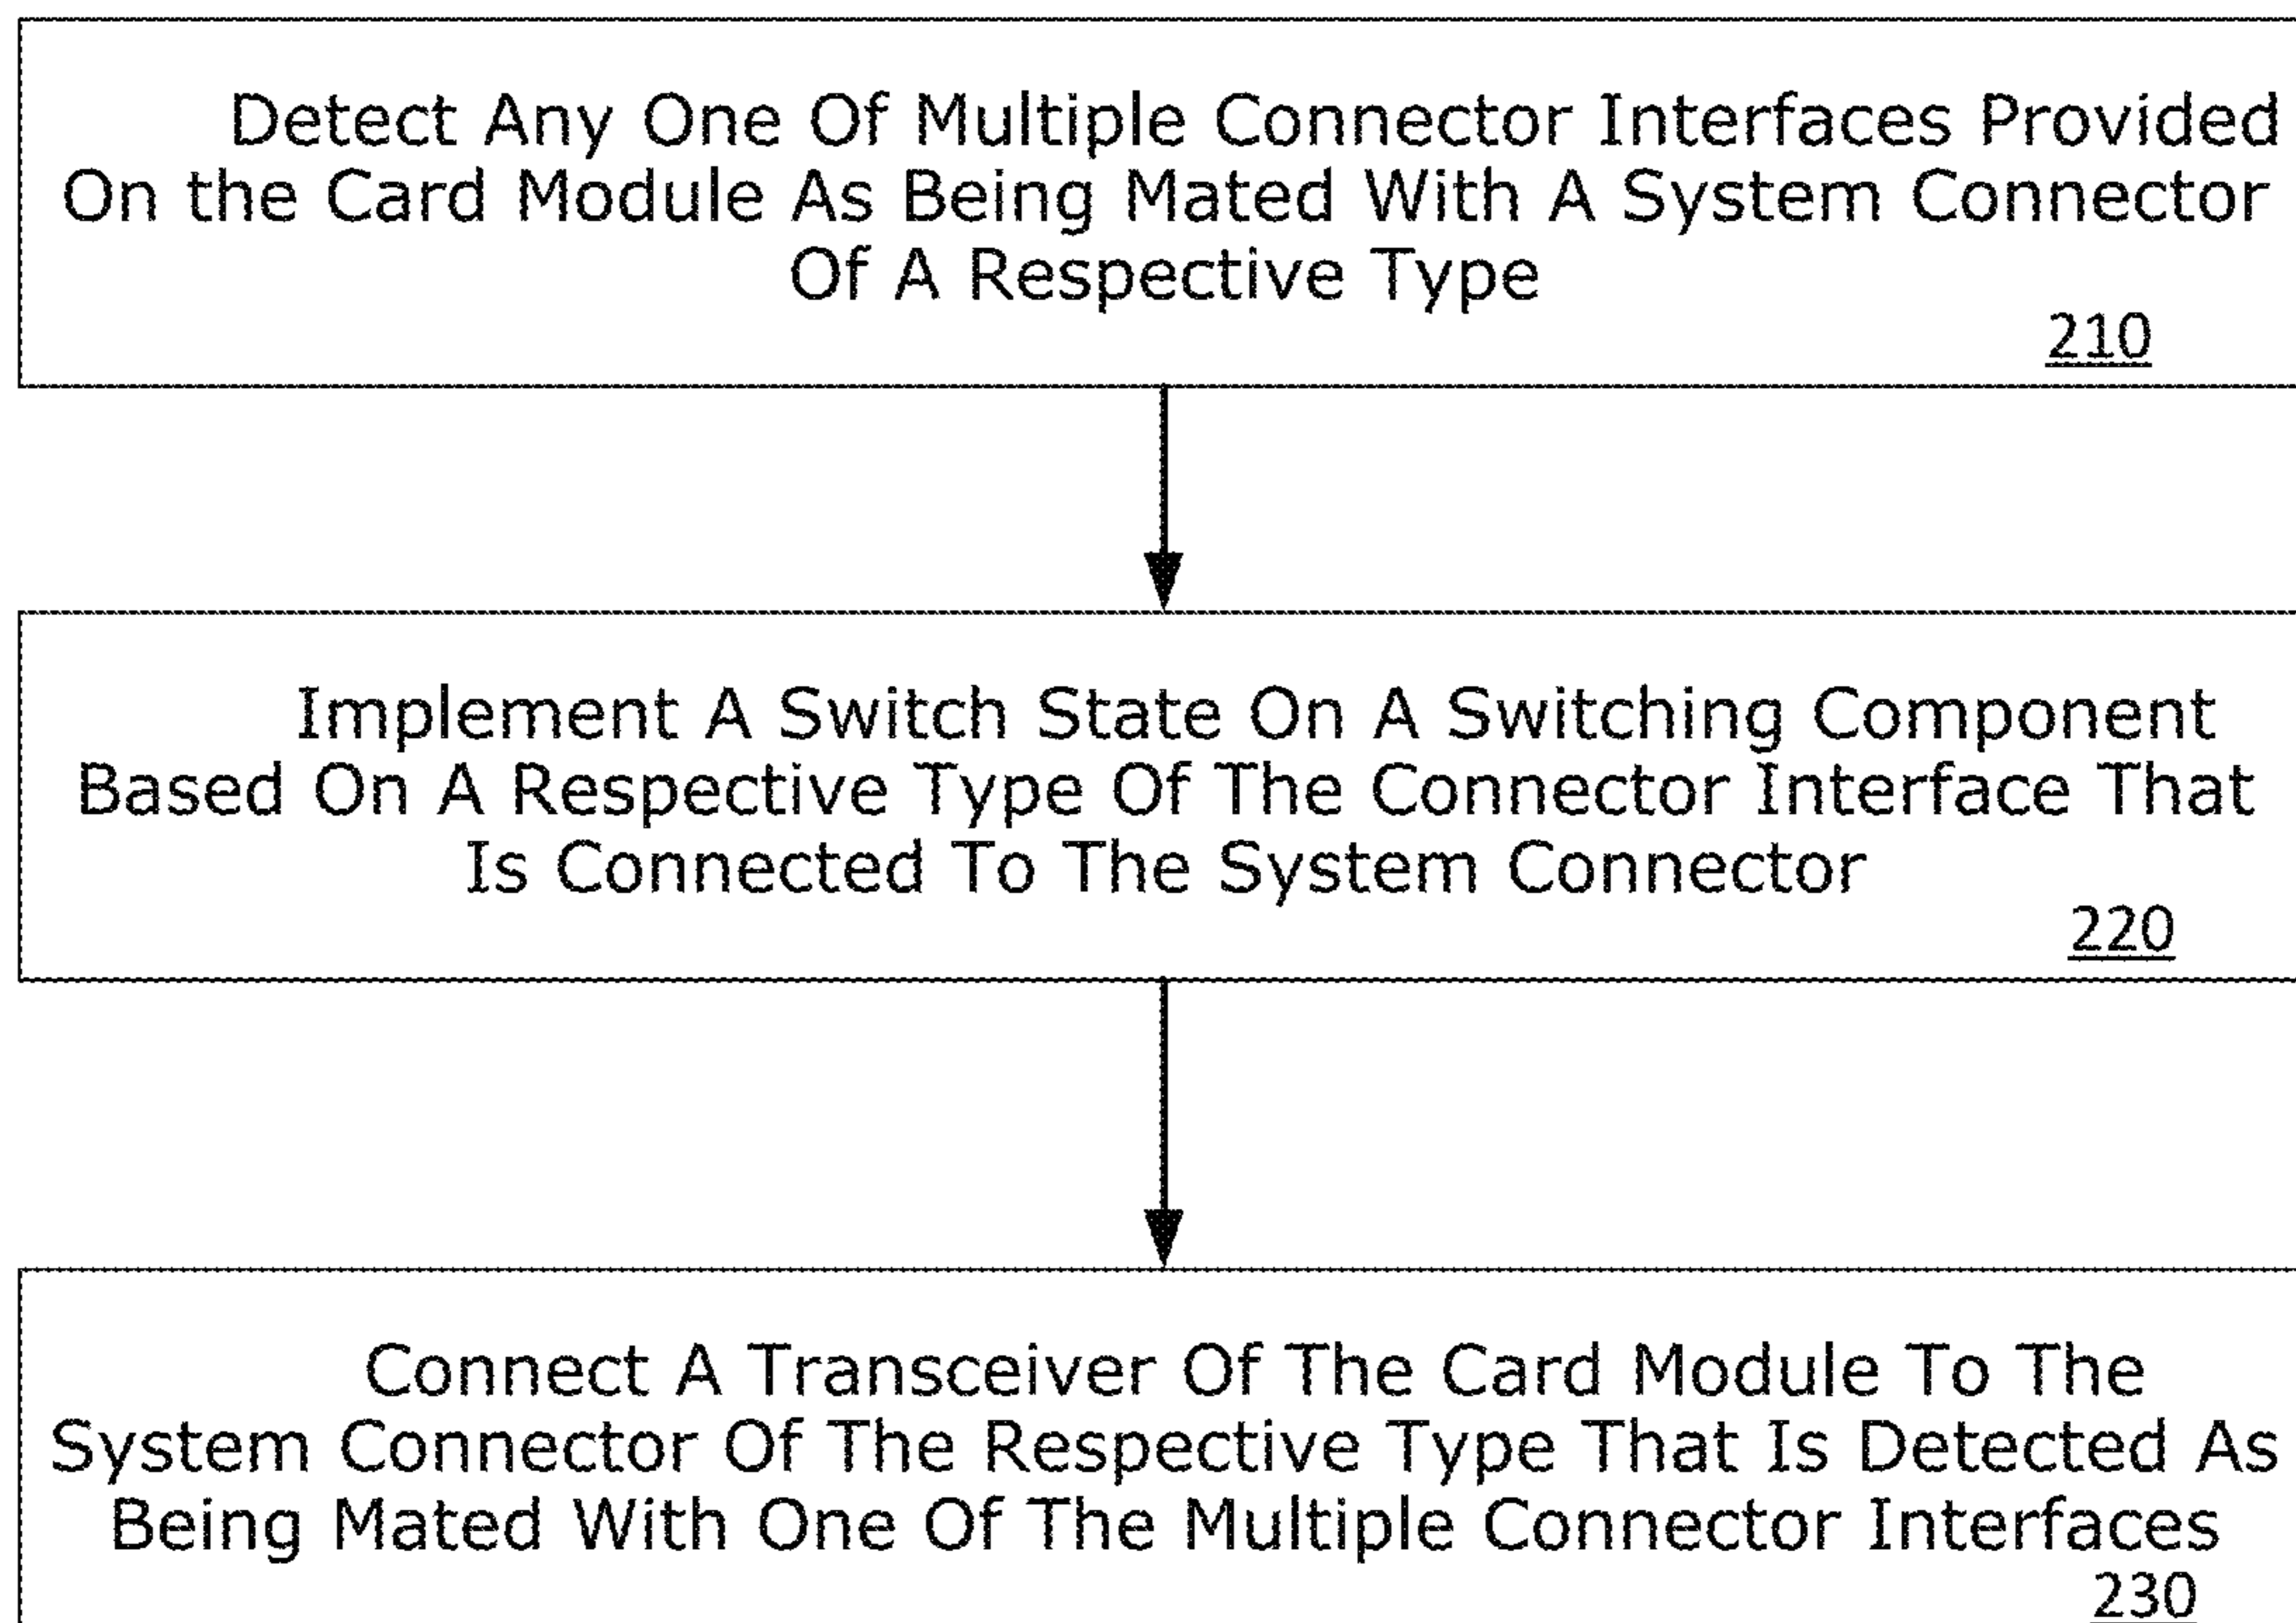 Detect Any One Of Multiple Connector Interfaces Provided
On the Card Module As Being Mated With A System Connector
Of A Respective Type
210
Implement A Switch State On A Switching Component
Based On A Respective Type Of The Connector Interface That
Is Connected To The System Connector
220
Connect A Transceiver Of The Card Module To The
System Connector Of The Respective Type That Is Detected As
Being Mated With One Of The Multiple Connector Interfaces
230